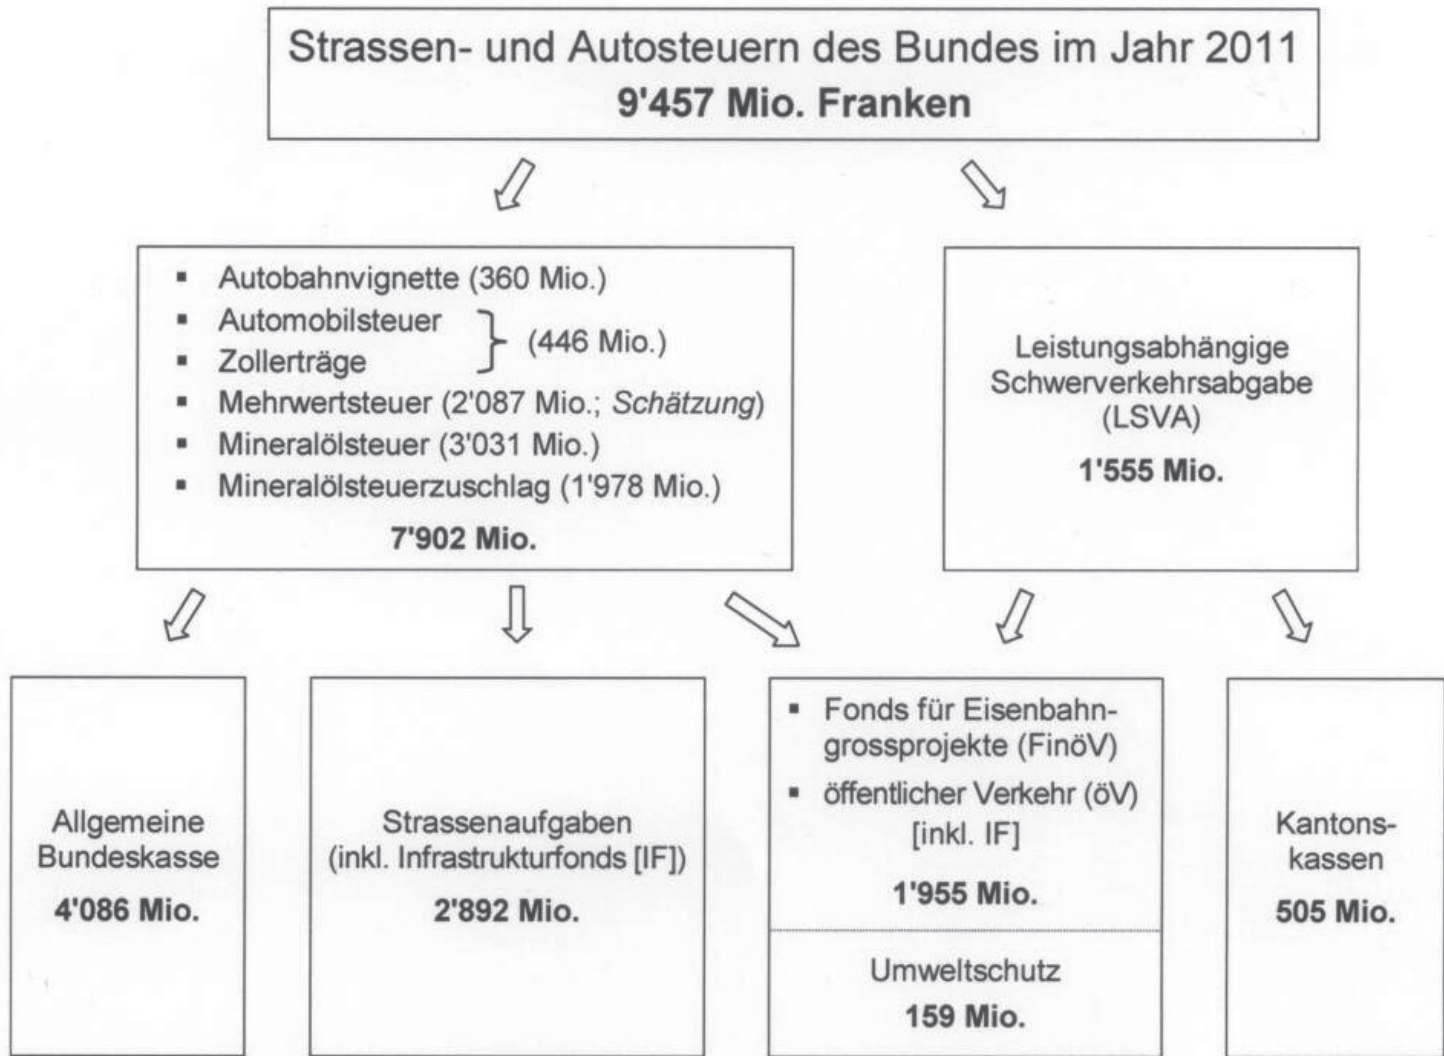 Strassen- und Autosteuern des Bundes im Jahr 2011
9'457 Mio. Franken
▪ Autobahnvignette (360 Mio.)
▪ Automobilsteuer
▪ Zollerträge
} (446 Mio.)
▪ Mehrwertsteuer (2'087 Mio.; Schätzung)
▪ Mineralölsteuer (3'031 Mio.)
▪ Mineralölsteuerzuschlag (1'978 Mio.)
7'902 Mio.
Leistungsabhängige
Schwerverkehrsabgabe
(LSVA)
1'555 Mio.
Allgemeine
Bundeskasse
4'086 Mio.
Strassenaufgaben
(inkl. Infrastrukturfonds [IF])
2'892 Mio.
▪ Fonds für Eisenbahn-
grossprojekte (FinöV)
▪ öffentlicher Verkehr (öV)
[inkl. IF]
1'955 Mio.
Umweltschutz
159 Mio.
Kantons-
kassen
505 Mio.